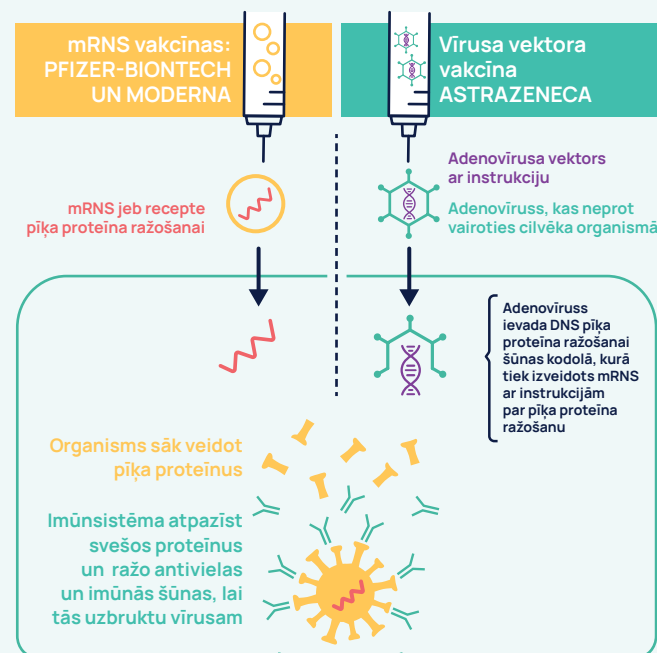 mRNS vakcīnas:
PFIZER-BIONTECH
UN MODERNA
Vīrusa vektora
vakcīna
ASTRAZENECA
mRNS jeb recepte
pīķa proteīna ražošanai
Adenovīrusa vektors
ar instrukciju
Adenovīruss, kas neprot
vairoties cilvēka organismā
Adenovīruss
ievada DNS pīķa
proteīna ražošanai
šūnas kodolā, kurā
tiek izveidots mRNS
ar instrukcijām
par pīķa proteīna
ražošanu
Organisms sāk veidot
pīķa proteīnus
Imūnsistēma atpazīst
svešos proteīnus
un ražo antivielas
un imūnās šūnas, lai
tās uzbruktu vīrusam